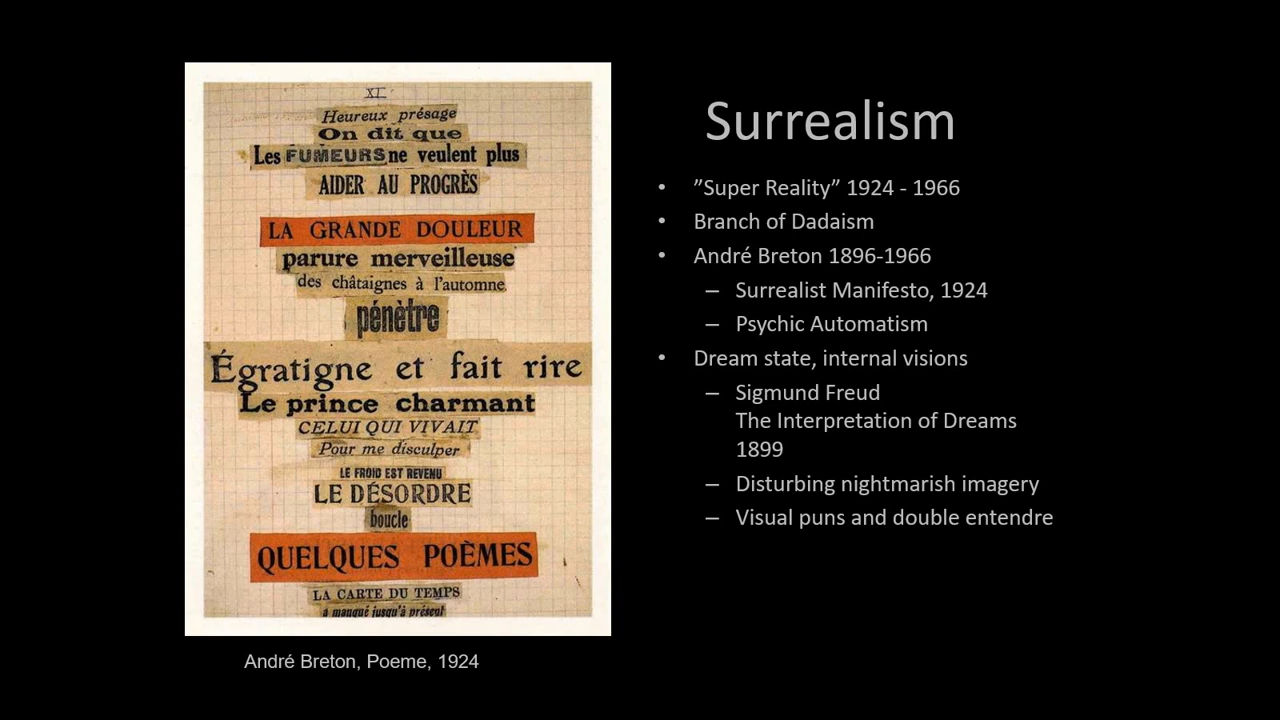 XI
Heureux présage
On dit que
Les FUMEURS ne veulent plus
AIDER AU PROGRÈS
LA GRANDE DOULEUR
parure merveilleuse
des châtaignes à l'automne
pénètre
Égratigne et fait rire
Le prince charmant
CELUI QUI VIVAIT
Pour me disculper
LE FROID EST REVENU
LE DÉSORDRE
boucle
QUELQUES POÈMES
LA CARTE DU TEMPS
a manqué jusqu'à présent
André Breton, Poeme, 1924
Surrealism
• ”Super Reality” 1924 - 1966
• Branch of Dadaism
• André Breton 1896-1966
– Surrealist Manifesto, 1924
– Psychic Automatism
• Dream state, internal visions
– Sigmund Freud
The Interpretation of Dreams
1899
– Disturbing nightmarish imagery
– Visual puns and double entendre